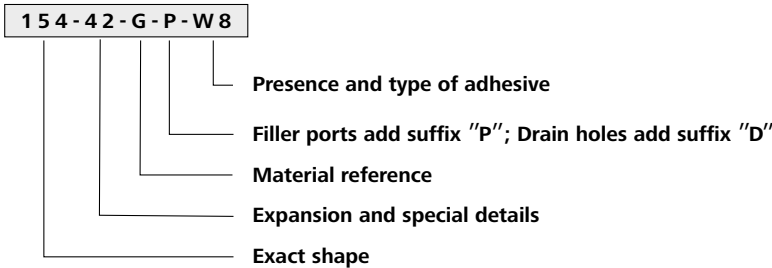 154-42-G-P-W8
Presence and type of adhesive
Filler ports add suffix "P"; Drain holes add suffix "D"
Material reference
Expansion and special details
Exact shape